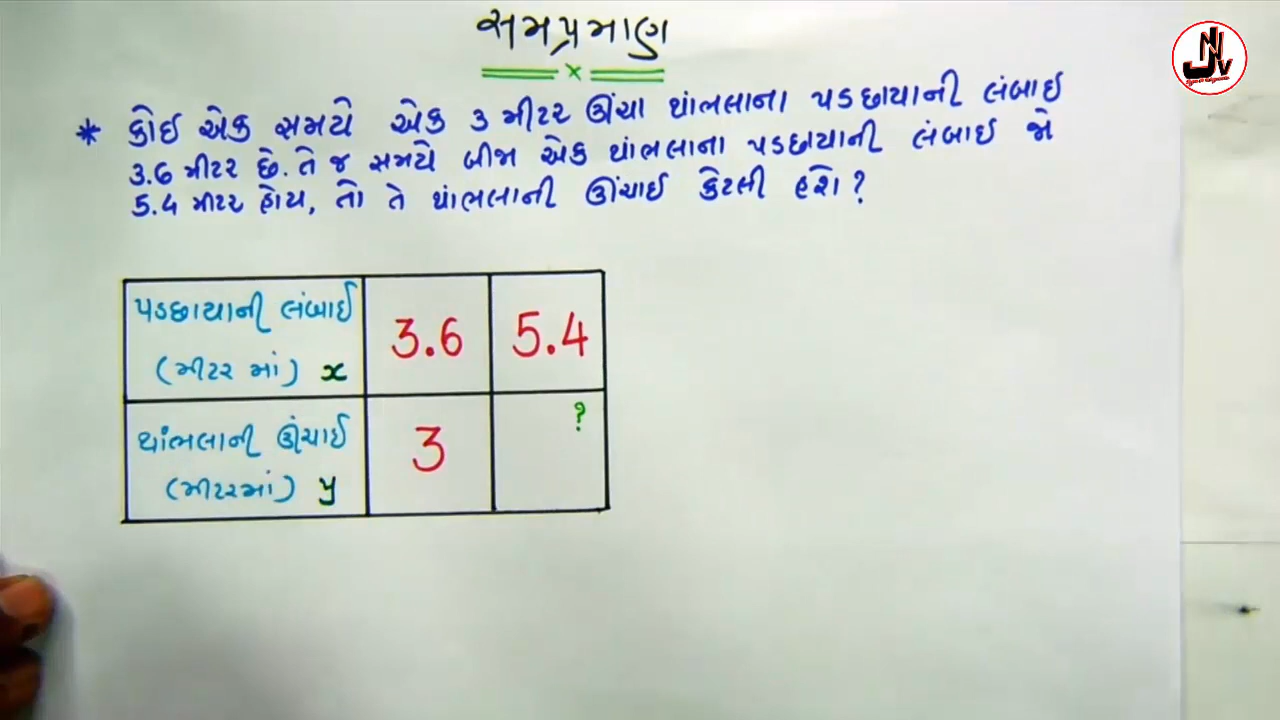 સમપ્રમાણ
* કોઈ એક સમયે એક 3 મીટર ઊંચા થાંભલાના પડછાયાની લંબાઈ
3.6 મીટર છે. તે જ સમયે બીજા એક થાંભલાના પડછાયાની લંબાઈ જો
5.4 મીટર હોય, તો તે થાંભલાની ઊંચાઈ કેટલી હશે?
પડછાયાની લંબાઈ
(મીટર માં) x
3.6
5.4
થાંભલાની ઊંચાઈ
(મીટરમાં) y
3
?
JNV